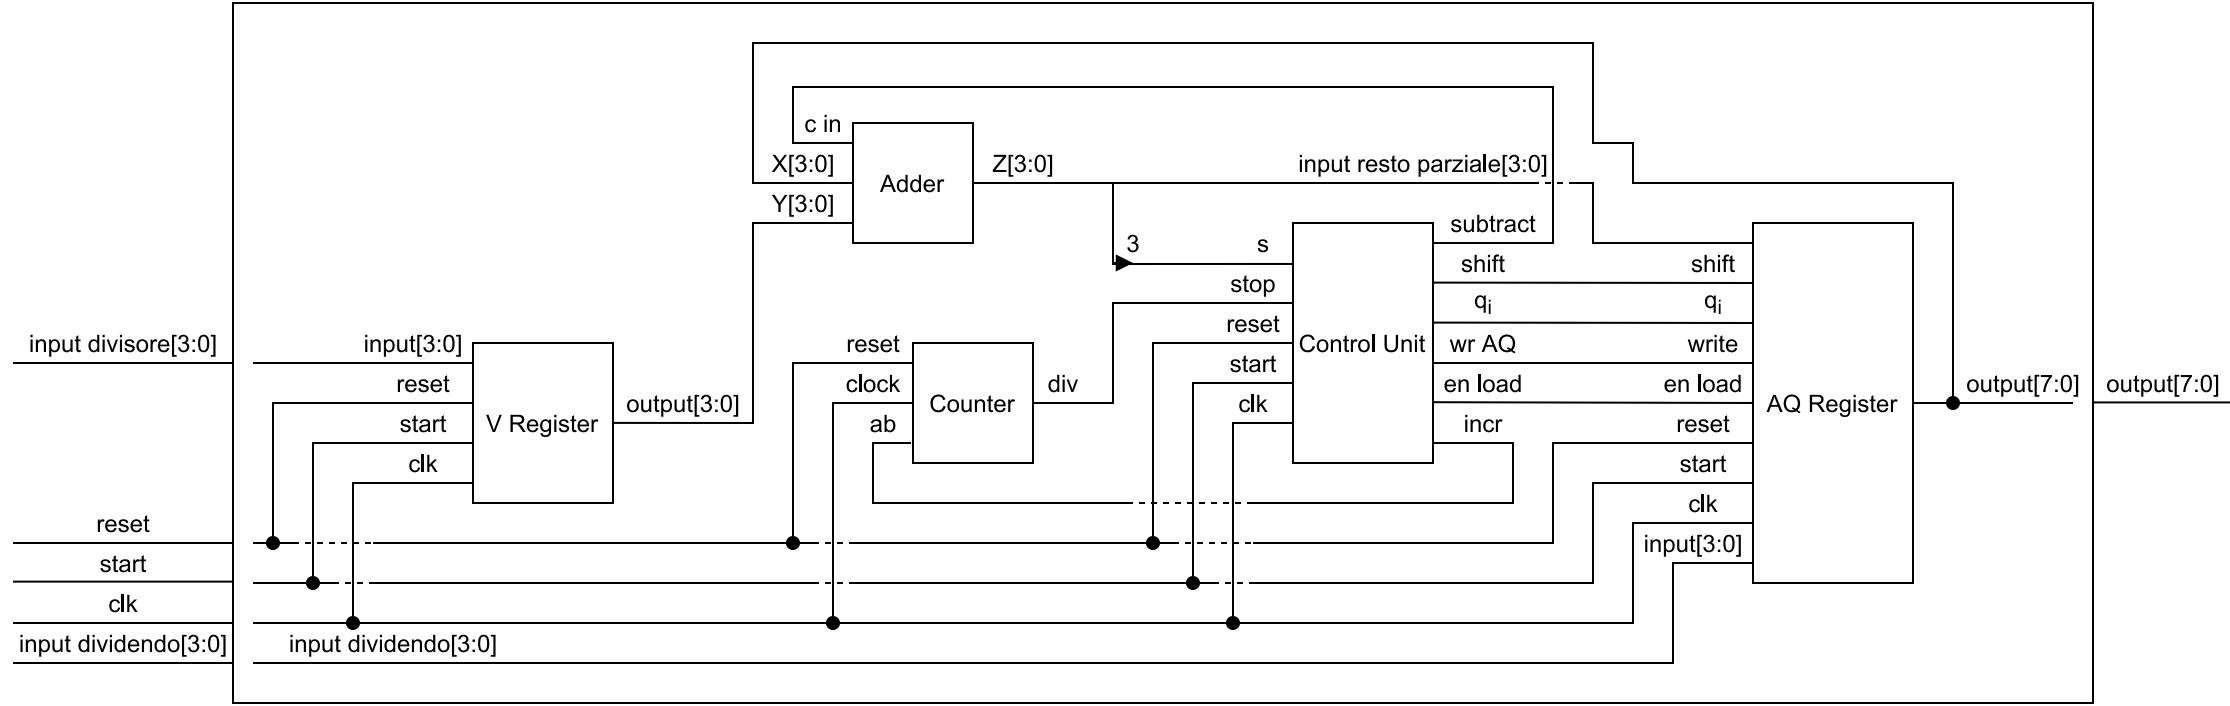 c in
X[3:0]
Z[3:0]
input resto parziale[3:0]
Adder
Y[3:0]
subtract
3
s
shift
shift
stop
qi
qi
reset
input divisore[3:0]
input[3:0]
reset
Control Unit
wr AQ
write
reset
clock
div
start
en load
en load
output[7:0]
output[7:0]
output[3:0]
Counter
clk
AQ Register
start
V Register
ab
incr
reset
clk
start
reset
clk
start
input[3:0]
clk
input dividendo[3:0]
input dividendo[3:0]